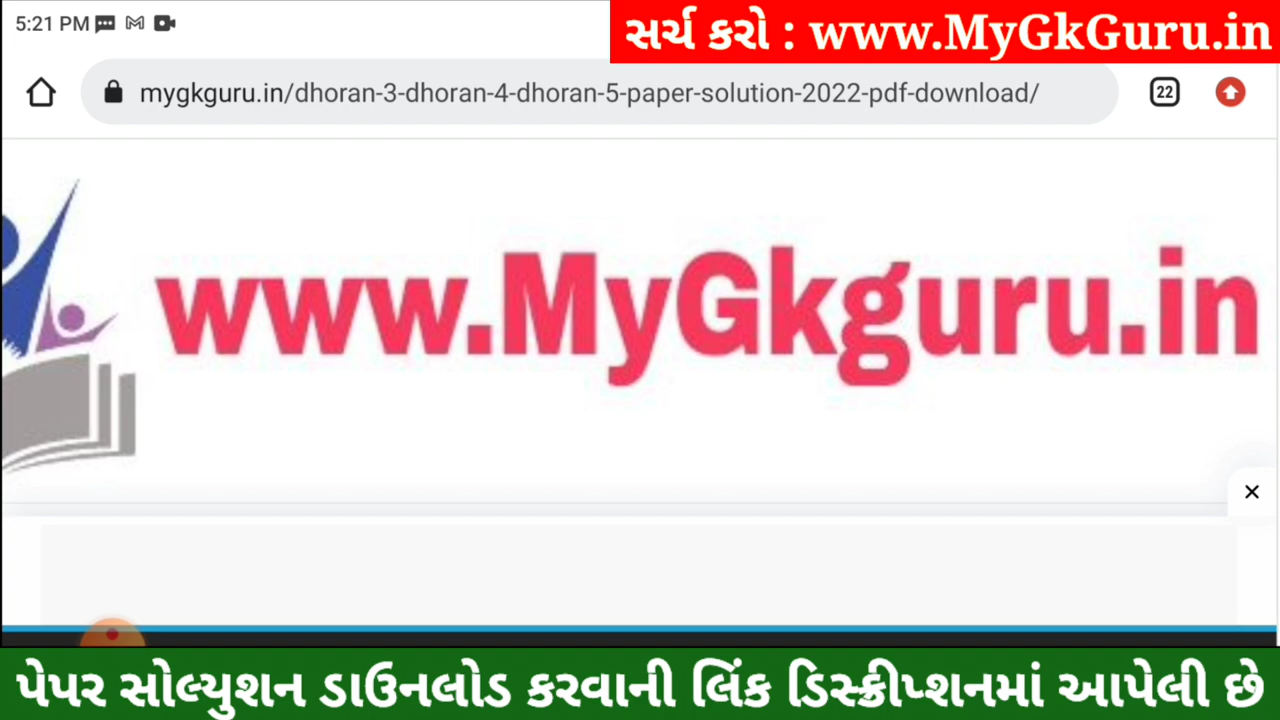 5:21 PM
સર્ચ કરો : www.MyGkGuru.in
mygkguru.in/dhoran-3-dhoran-4-dhoran-5-paper-solution-2022-pdf-download/
22
www.MyGkguru.in
પેપર સોલ્યુશન ડાઉનલોડ કરવાની લિંક ડિસ્ક્રીપ્શનમાં આપેલી છે